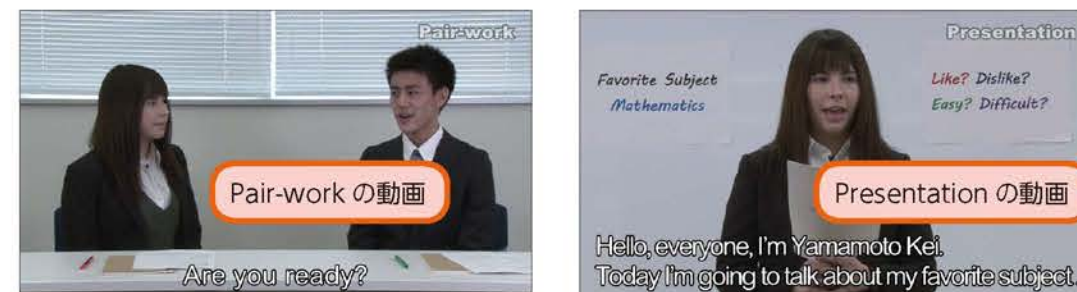 Pair-work
Pair-work の動画
Are you ready?
Presentation
Favorite Subject
Mathematics
Like? Dislike?
Easy? Difficult?
Presentation の動画
Hello, everyone, I'm Yamamoto Kei.
Today I'm going to talk about my favorite subject.